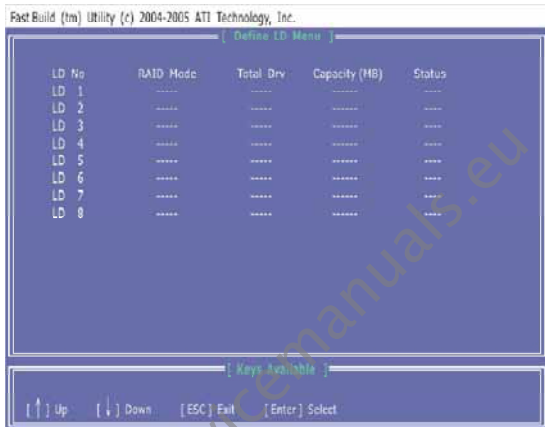 Fast Build (tm) Utility (c) 2004-2005 ATI Technology, Inc.
[ Define LD Menu ]
LD No RAID Mode Total Drv Capacity (MB) Status
LD 1 ----- ----- ------ ----
LD 2 ----- ----- ------ ----
LD 3 ----- ----- ------ ----
LD 4 ----- ----- ------ ----
LD 5 ----- ----- ------ ----
LD 6 ----- ----- ------ ----
LD 7 ----- ----- ------ ----
LD 8 ----- ----- ------ ----
[ Keys Available ]
[↑] Up [↓] Down [ESC] Exit [Enter] Select
icemanuals.eu